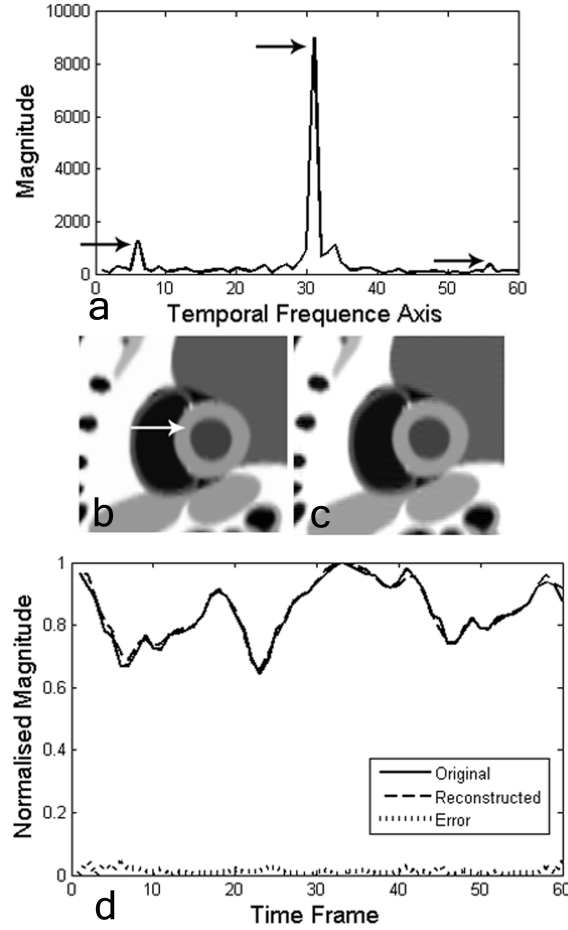 10000
8000
6000
4000
2000
0
Magnitude
0 10 20 30 40 50 60
Temporal Frequence Axis
a
b
c
1
0.8
0.6
0.4
0.2
0
Normalised Magnitude
Original
Reconstructed
Error
0 10 20 30 40 50 60
Time Frame
d